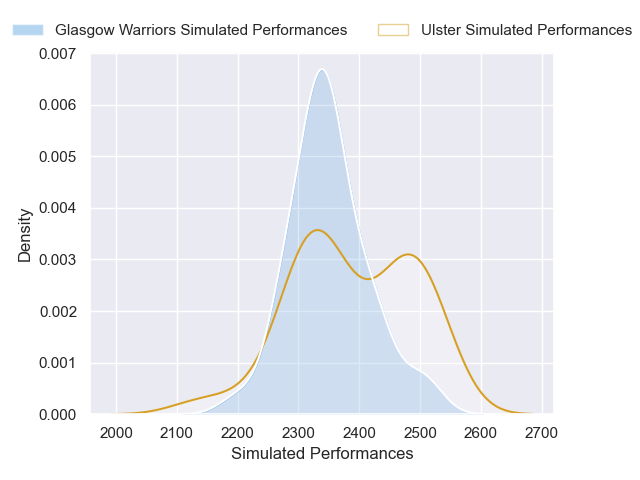 Glasgow Warriors Simulated Performances
Ulster Simulated Performances
0.007
0.006
0.005
0.004
0.003
0.002
0.001
0.000
Density
2000 2100 2200 2300 2400 2500 2600 2700
Simulated Performances